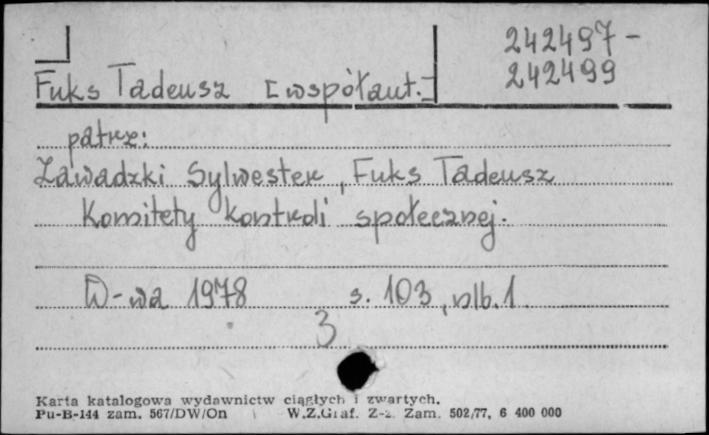 242497-
242499
Fuks Tadeusz [współaut.]
patrz:
Zawadzki Sylwester, Fuks Tadeusz
Komitety kontroli społecznej.
W-wa 1978 s. 103, nlb. 1.
3
Karta katalogowa wydawnictw ciągłych i zwartych.
Pu-B-144 zam. 567/DW/On W.Z.Graf. Z-2. Zam. 502/77, 6 400 000